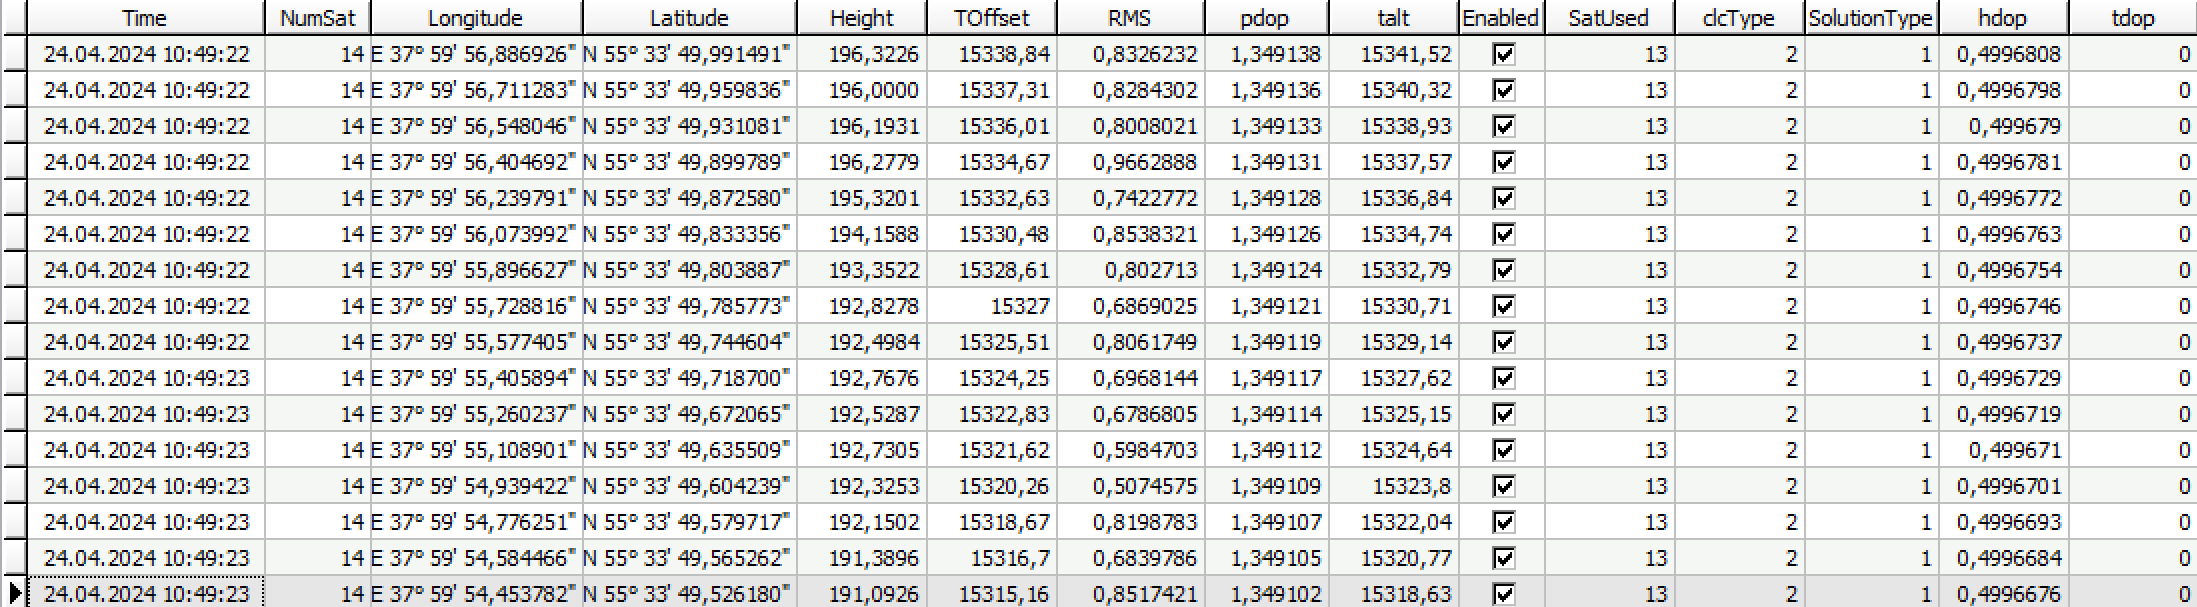 Time NumSat Longitude Latitude Height TOffset RMS pdop talt Enabled SatUsed clcType SolutionType hdop tdop
24.04.2024 10:49:22 14 E 37° 59' 56,886926" N 55° 33' 49,991491" 196,3226 15338,84 0,8326232 1,349138 15341,52 13 2 1 0,4996808 0
24.04.2024 10:49:22 14 E 37° 59' 56,711283" N 55° 33' 49,959836" 196,0000 15337,31 0,8284302 1,349136 15340,32 13 2 1 0,4996798 0
24.04.2024 10:49:22 14 E 37° 59' 56,548046" N 55° 33' 49,931081" 196,1931 15336,01 0,8008021 1,349133 15338,93 13 2 1 0,499679 0
24.04.2024 10:49:22 14 E 37° 59' 56,404692" N 55° 33' 49,899789" 196,2779 15334,67 0,9662888 1,349131 15337,57 13 2 1 0,4996781 0
24.04.2024 10:49:22 14 E 37° 59' 56,239791" N 55° 33' 49,872580" 195,3201 15332,63 0,7422772 1,349128 15336,84 13 2 1 0,4996772 0
24.04.2024 10:49:22 14 E 37° 59' 56,073992" N 55° 33' 49,833356" 194,1588 15330,48 0,8538321 1,349126 15334,74 13 2 1 0,4996763 0
24.04.2024 10:49:22 14 E 37° 59' 55,896627" N 55° 33' 49,803887" 193,3522 15328,61 0,802713 1,349124 15332,79 13 2 1 0,4996754 0
24.04.2024 10:49:22 14 E 37° 59' 55,728816" N 55° 33' 49,785773" 192,8278 15327 0,6869025 1,349121 15330,71 13 2 1 0,4996746 0
24.04.2024 10:49:22 14 E 37° 59' 55,577405" N 55° 33' 49,744604" 192,4984 15325,51 0,8061749 1,349119 15329,14 13 2 1 0,4996737 0
24.04.2024 10:49:23 14 E 37° 59' 55,405894" N 55° 33' 49,718700" 192,7676 15324,25 0,6968144 1,349117 15327,62 13 2 1 0,4996729 0
24.04.2024 10:49:23 14 E 37° 59' 55,260237" N 55° 33' 49,672065" 192,5287 15322,83 0,6786805 1,349114 15325,15 13 2 1 0,4996719 0
24.04.2024 10:49:23 14 E 37° 59' 55,108901" N 55° 33' 49,635509" 192,7305 15321,62 0,5984703 1,349112 15324,64 13 2 1 0,499671 0
24.04.2024 10:49:23 14 E 37° 59' 54,939422" N 55° 33' 49,604239" 192,3253 15320,26 0,5074575 1,349109 15323,8 13 2 1 0,4996701 0
24.04.2024 10:49:23 14 E 37° 59' 54,776251" N 55° 33' 49,579717" 192,1502 15318,67 0,8198783 1,349107 15322,04 13 2 1 0,4996693 0
24.04.2024 10:49:23 14 E 37° 59' 54,584466" N 55° 33' 49,565262" 191,3896 15316,7 0,6839786 1,349105 15320,77 13 2 1 0,4996684 0
24.04.2024 10:49:23 14 E 37° 59' 54,453782" N 55° 33' 49,526180" 191,0926 15315,16 0,8517421 1,349102 15318,63 13 2 1 0,4996676 0